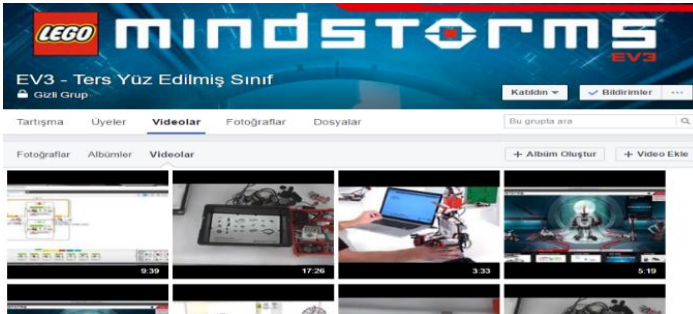 LEGO mindstorms
EV3
EV3 - Ters Yüz Edilmiş Sınıf
Gizli Grup
Katıldın
Bildirimler
Tartışma Üyeler Videolar Fotoğraflar Dosyalar
Bu grupta ara
Fotoğraflar Albümler Videolar
+ Albüm Oluştur
+ Video Ekle
9:39
17:26
3:33
5:19